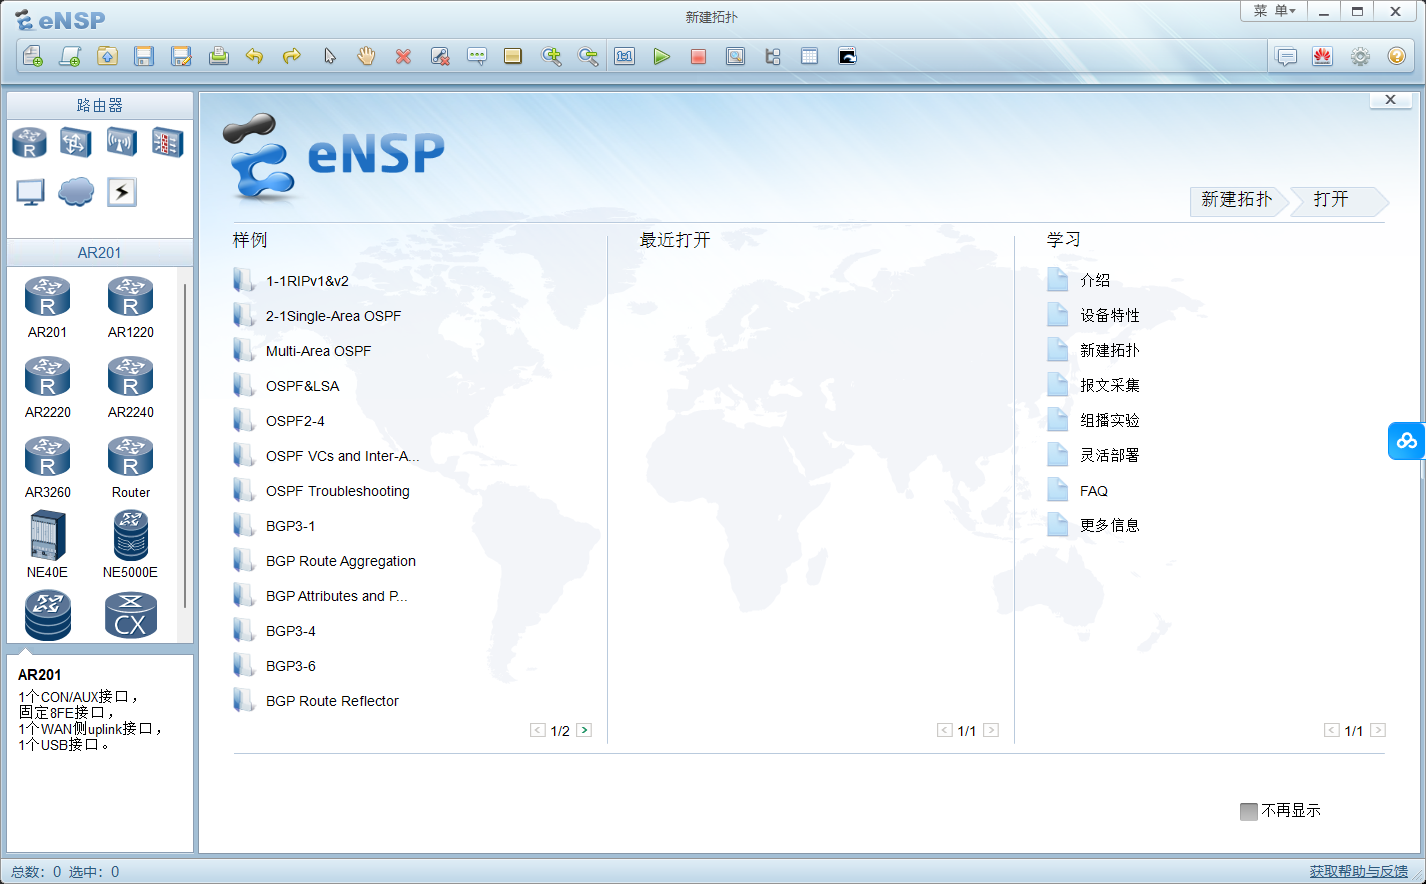 eNSP
新建拓扑
菜 单
路由器
R
AR201
R
AR201
R
AR1220
R
AR2220
R
AR2240
R
AR3260
R
Router
NE40E
NE5000E
CX
AR201
1个CON/AUX接口，
固定8FE接口，
1个WAN侧uplink接口，
1个USB接口。
eNSP
新建拓扑
打开
样例
1-1RIPv1&v2
2-1Single-Area OSPF
Multi-Area OSPF
OSPF&LSA
OSPF2-4
OSPF VCs and Inter-A...
OSPF Troubleshooting
BGP3-1
BGP Route Aggregation
BGP Attributes and P...
BGP3-4
BGP3-6
BGP Route Reflector
1/2
最近打开
1/1
学习
介绍
设备特性
新建拓扑
报文采集
组播实验
灵活部署
FAQ
更多信息
1/1
不再显示
总数：0 选中：0
获取帮助与反馈